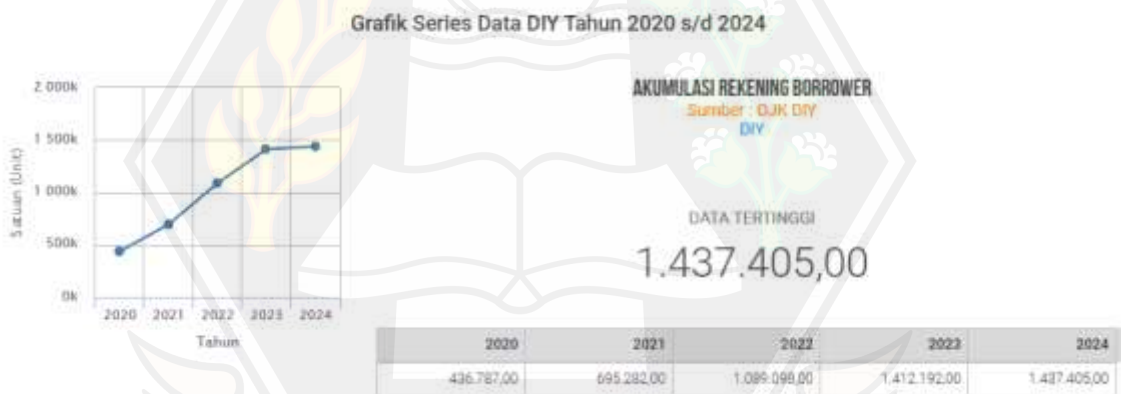 Grafik Series Data DIY Tahun 2020 s/d 2024
2 000k
1 500k
1 000k
500k
0k
Satuan (Unit)
2020 2021 2022 2023 2024
Tahun
AKUMULASI REKENING BORROWER
Sumber : OJK DIY
DIY
DATA TERTINGGI
1.437.405,00
2020 2021 2022 2023 2024
436.787,00 695.282,00 1.089.098,00 1.412.192,00 1.437.405,00